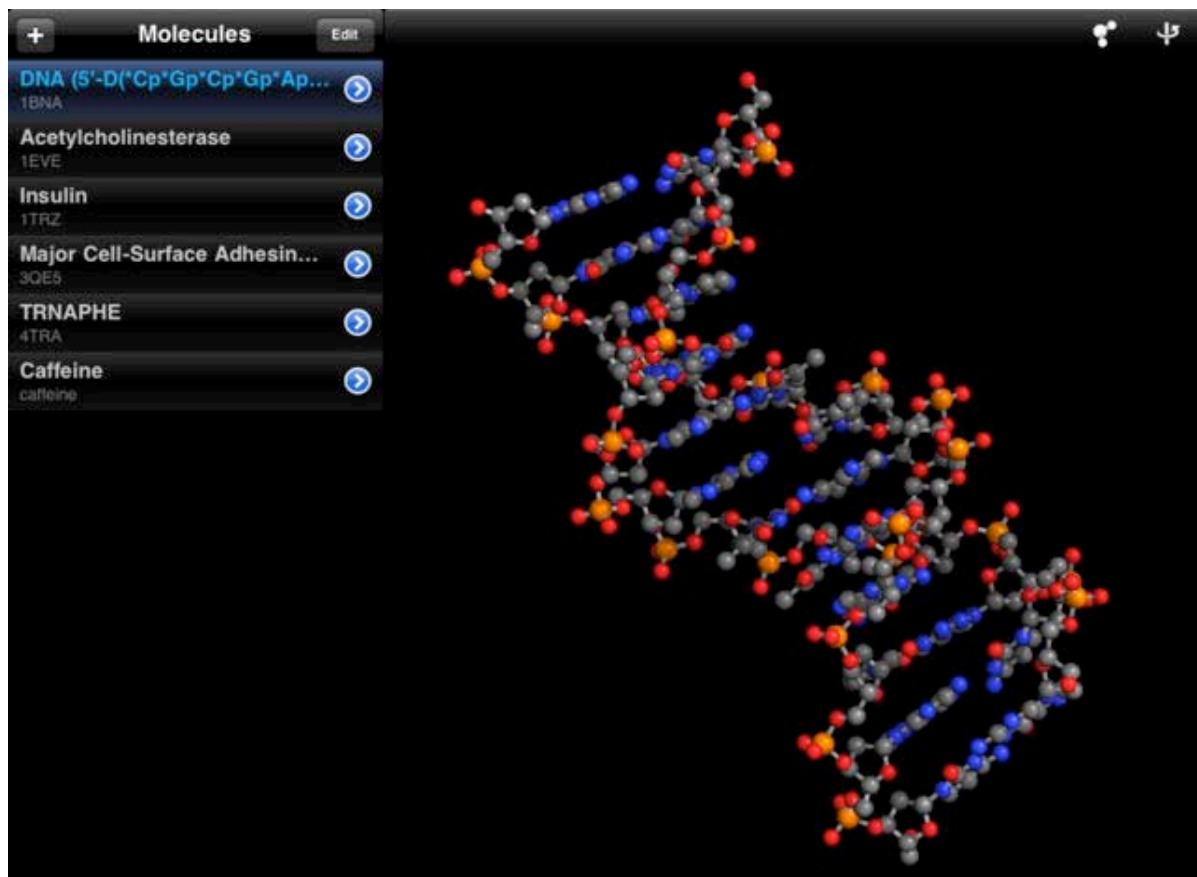 + Molecules Edit
DNA (5'-D(*Cp*Gp*Cp*Gp*Ap...
1BNA
Acetylcholinesterase
1EVE
Insulin
1TRZ
Major Cell-Surface Adhesin...
3QE5
TRNAPHE
4TRA
Caffeine
caffeine